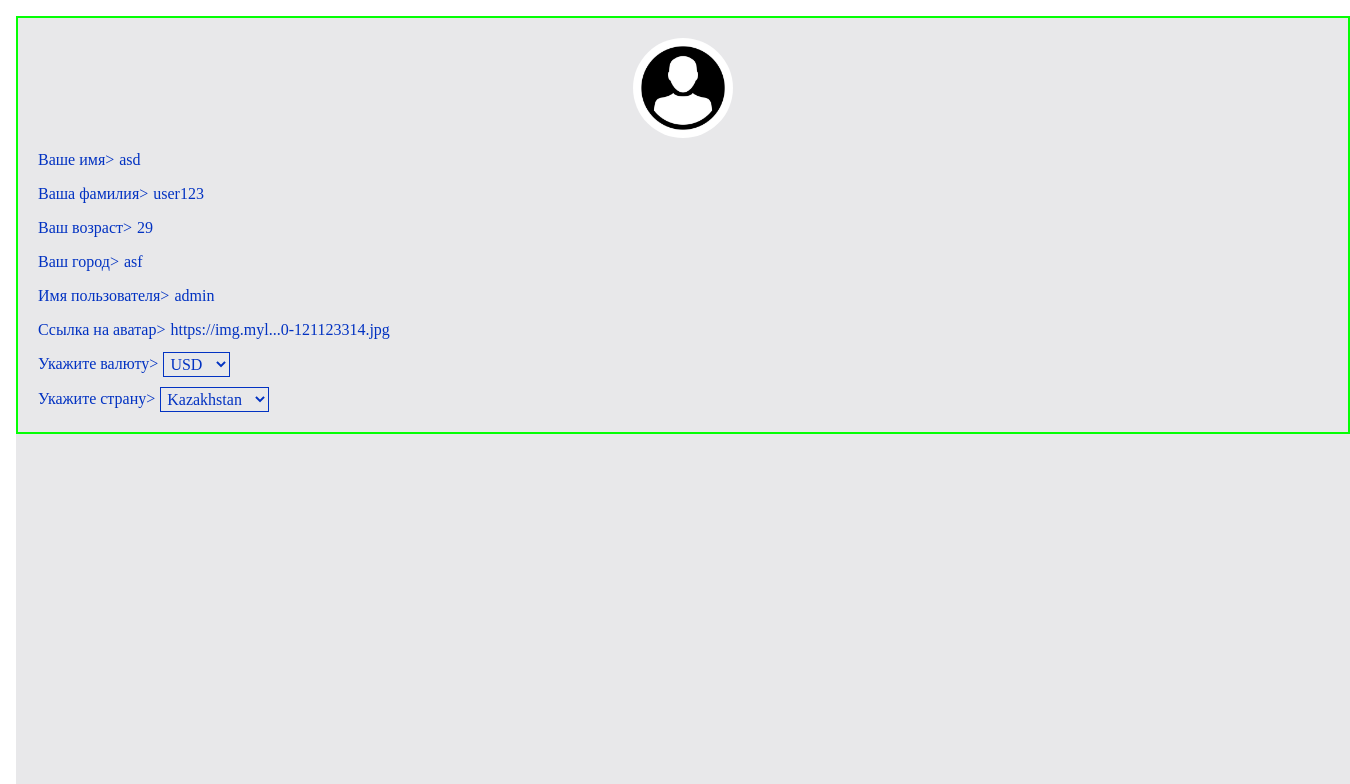 Ваше имя> asd
Ваша фамилия> user123
Ваш возраст> 29
Ваш город> asf
Имя пользователя> admin
Ссылка на аватар> https://img.myl...0-121123314.jpg
Укажите валюту> USD
Укажите страну> Kazakhstan